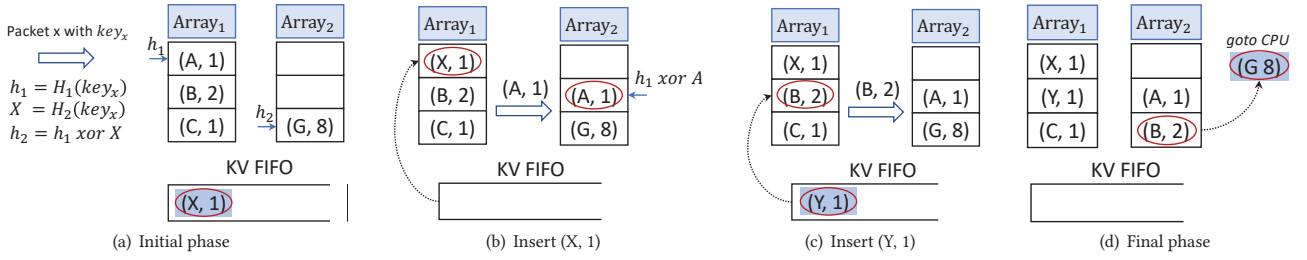 Packet x with key_x
h_1 = H_1(key_x)
X = H_2(key_x)
h_2 = h_1 xor X
h_1
Array_1
(A, 1)
(B, 2)
(C, 1)
Array_2
h_2
(G, 8)
KV FIFO
(X, 1)
(a) Initial phase
Array_1
(X, 1)
(B, 2)
(C, 1)
(A, 1)
Array_2
(A, 1)
(G, 8)
h_1 xor A
KV FIFO
(b) Insert (X, 1)
Array_1
(X, 1)
(B, 2)
(C, 1)
(B, 2)
Array_2
(A, 1)
(G, 8)
KV FIFO
(Y, 1)
(c) Insert (Y, 1)
Array_1
(X, 1)
(Y, 1)
(C, 1)
Array_2
(A, 1)
(B, 2)
goto CPU
(G 8)
KV FIFO
(d) Final phase